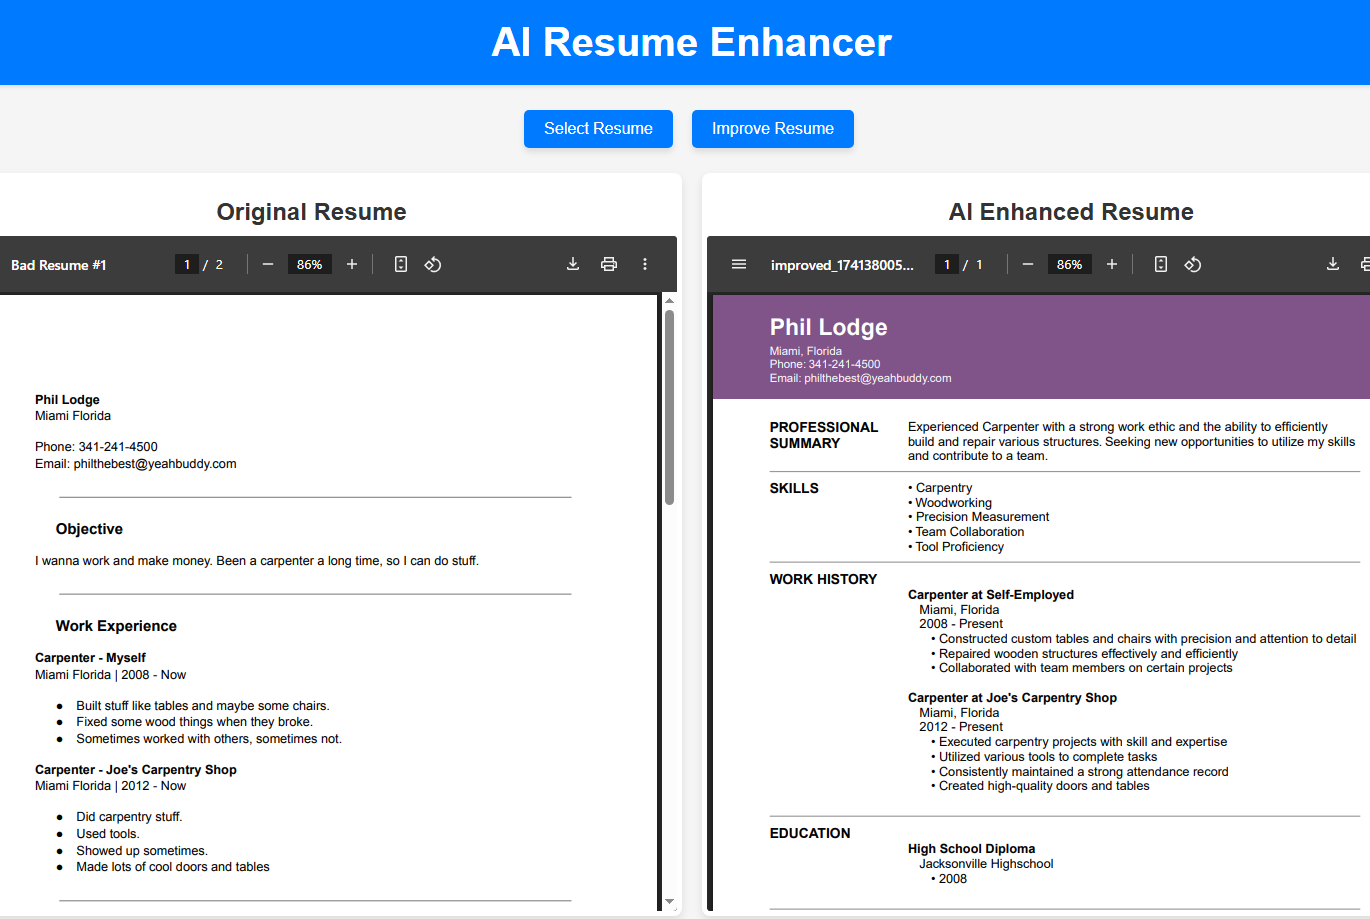 AI Resume Enhancer
Select Resume
Improve Resume
Original Resume
Bad Resume #1
1 / 2
86%
Phil Lodge
Miami Florida
Phone: 341-241-4500
Email: philthebest@yeahbuddy.com
Objective
I wanna work and make money. Been a carpenter a long time, so I can do stuff.
Work Experience
Carpenter - Myself
Miami Florida | 2008 - Now
● Built stuff like tables and maybe some chairs.
● Fixed some wood things when they broke.
● Sometimes worked with others, sometimes not.
Carpenter - Joe's Carpentry Shop
Miami Florida | 2012 - Now
● Did carpentry stuff.
● Used tools.
● Showed up sometimes.
● Made lots of cool doors and tables
AI Enhanced Resume
improved_174138005...
1 / 1
86%
Phil Lodge
Miami, Florida
Phone: 341-241-4500
Email: philthebest@yeahbuddy.com
PROFESSIONAL
SUMMARY
Experienced Carpenter with a strong work ethic and the ability to efficiently
build and repair various structures. Seeking new opportunities to utilize my skills
and contribute to a team.
SKILLS
• Carpentry
• Woodworking
• Precision Measurement
• Team Collaboration
• Tool Proficiency
WORK HISTORY
Carpenter at Self-Employed
Miami, Florida
2008 - Present
• Constructed custom tables and chairs with precision and attention to detail
• Repaired wooden structures effectively and efficiently
• Collaborated with team members on certain projects
Carpenter at Joe's Carpentry Shop
Miami, Florida
2012 - Present
• Executed carpentry projects with skill and expertise
• Utilized various tools to complete tasks
• Consistently maintained a strong attendance record
• Created high-quality doors and tables
EDUCATION
High School Diploma
Jacksonville Highschool
• 2008